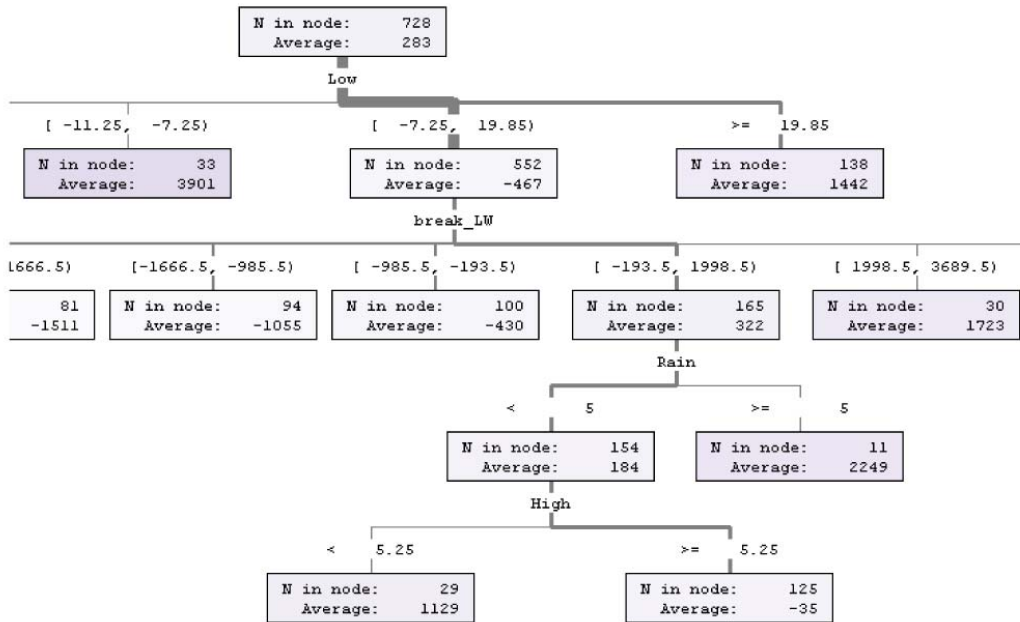 N in node: 728
Average: 283
Low
[ -11.25, -7.25)
[ -7.25, 19.85)
>= 19.85
N in node: 33
Average: 3901
N in node: 552
Average: -467
N in node: 138
Average: 1442
break_LW
1666.5)
[-1666.5, -985.5)
[ -985.5, -193.5)
[ -193.5, 1998.5)
[ 1998.5, 3689.5)
81
-1511
N in node: 94
Average: -1055
N in node: 100
Average: -430
N in node: 165
Average: 322
N in node: 30
Average: 1723
Rain
< 5
>= 5
N in node: 154
Average: 184
N in node: 11
Average: 2249
High
< 5.25
>= 5.25
N in node: 29
Average: 1129
N in node: 125
Average: -35